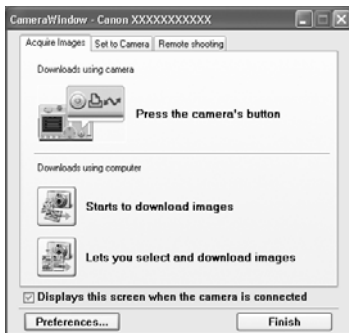 CameraWindow - Canon XXXXXXXXXXXX
Acquire Images Set to Camera Remote shooting
Downloads using camera
Press the camera's button
Downloads using computer
Starts to download images
Lets you select and download images
Displays this screen when the camera is connected
Preferences... Finish